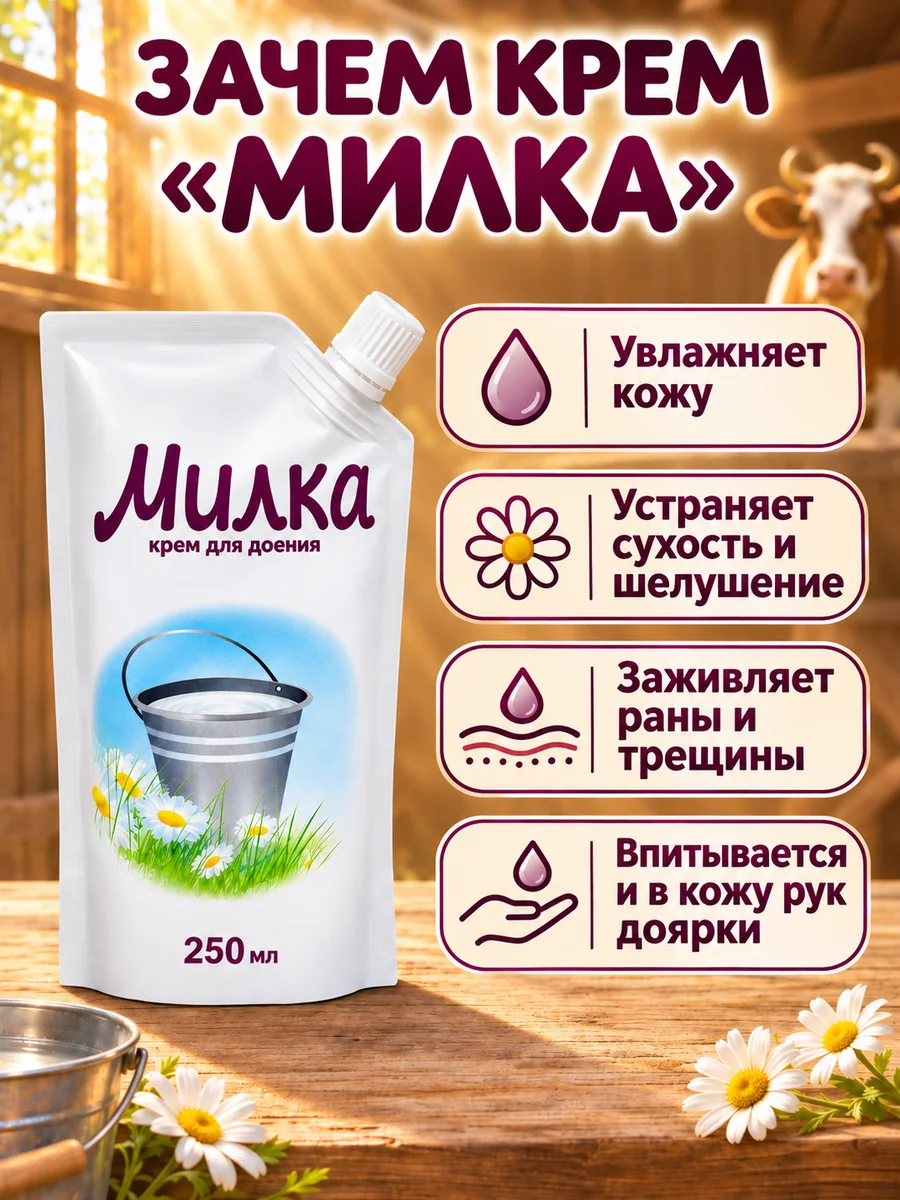 ЗАЧЕМ КРЕМ
«МИЛКА»
Милка
крем для доения
250 мл
Увлажняет
кожу
Устраняет
сухость и
шелушение
Заживляет
раны и
трещины
Впитывается
и в кожу рук
доярки